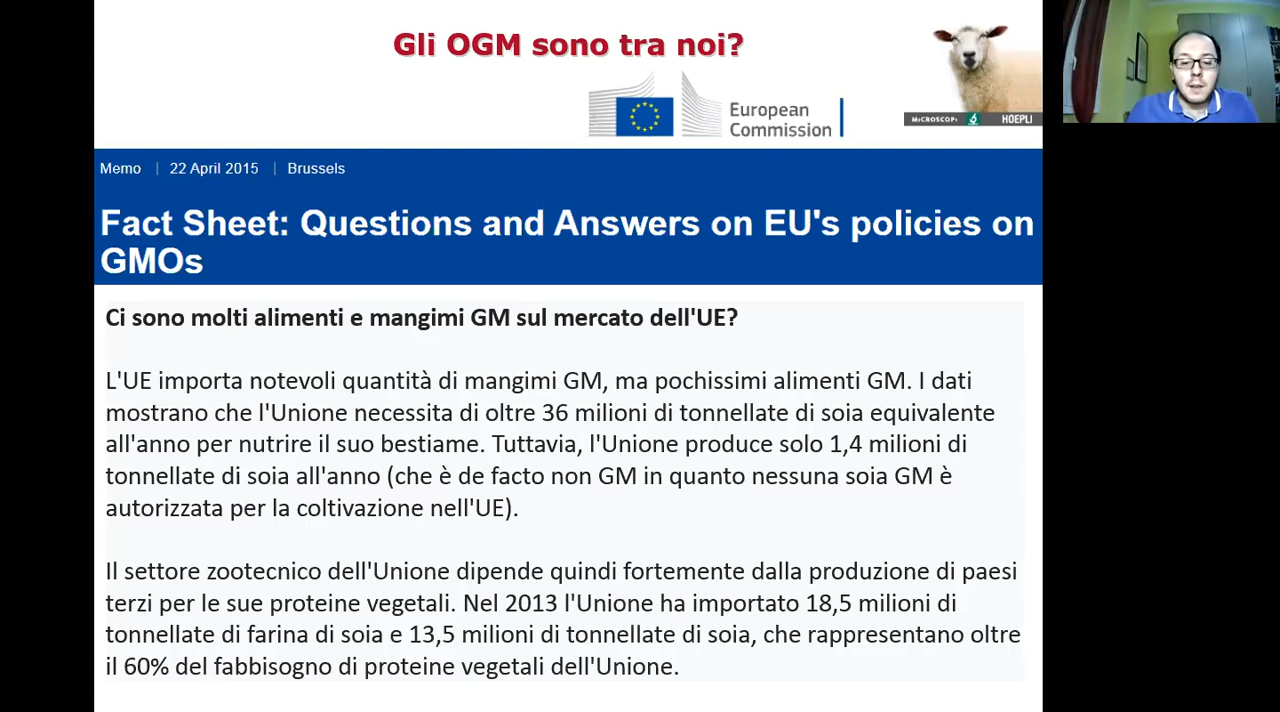 Gli OGM sono tra noi?
European
Commission
MICROSCOPI HOEPLI
Memo | 22 April 2015 | Brussels
Fact Sheet: Questions and Answers on EU's policies on
GMOs
Ci sono molti alimenti e mangimi GM sul mercato dell'UE?
L'UE importa notevoli quantità di mangimi GM, ma pochissimi alimenti GM. I dati
mostrano che l'Unione necessita di oltre 36 milioni di tonnellate di soia equivalente
all'anno per nutrire il suo bestiame. Tuttavia, l'Unione produce solo 1,4 milioni di
tonnellate di soia all'anno (che è de facto non GM in quanto nessuna soia GM è
autorizzata per la coltivazione nell'UE).
Il settore zootecnico dell'Unione dipende quindi fortemente dalla produzione di paesi
terzi per le sue proteine vegetali. Nel 2013 l'Unione ha importato 18,5 milioni di
tonnellate di farina di soia e 13,5 milioni di tonnellate di soia, che rappresentano oltre
il 60% del fabbisogno di proteine vegetali dell'Unione.